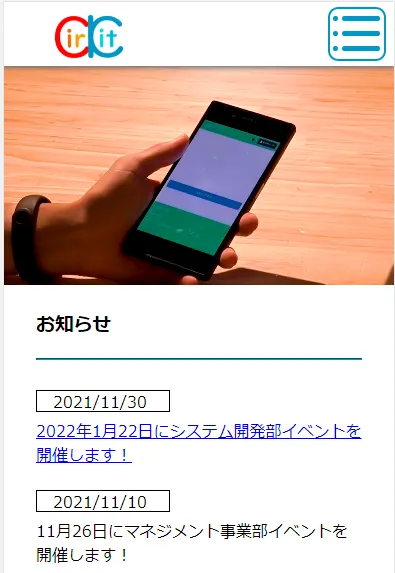 CirKit
お知らせ
2021/11/30
2022年1月22日にシステム開発部イベントを
開催します！
2021/11/10
11月26日にマネジメント事業部イベントを
開催します！